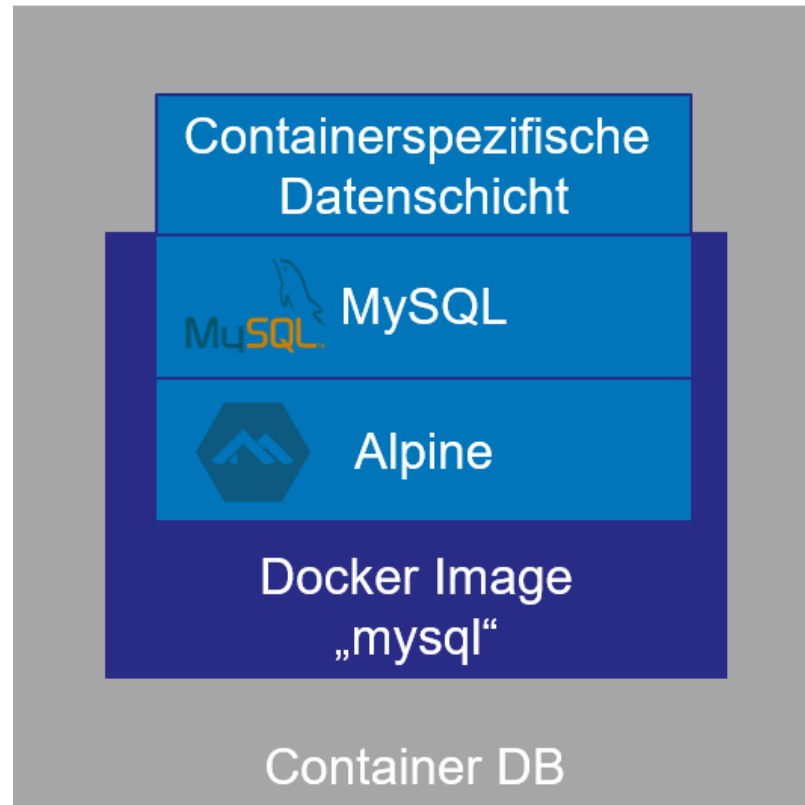 Containerspezifische
Datenschicht
MySQL MySQL
Alpine
Docker Image
„mysql“
Container DB